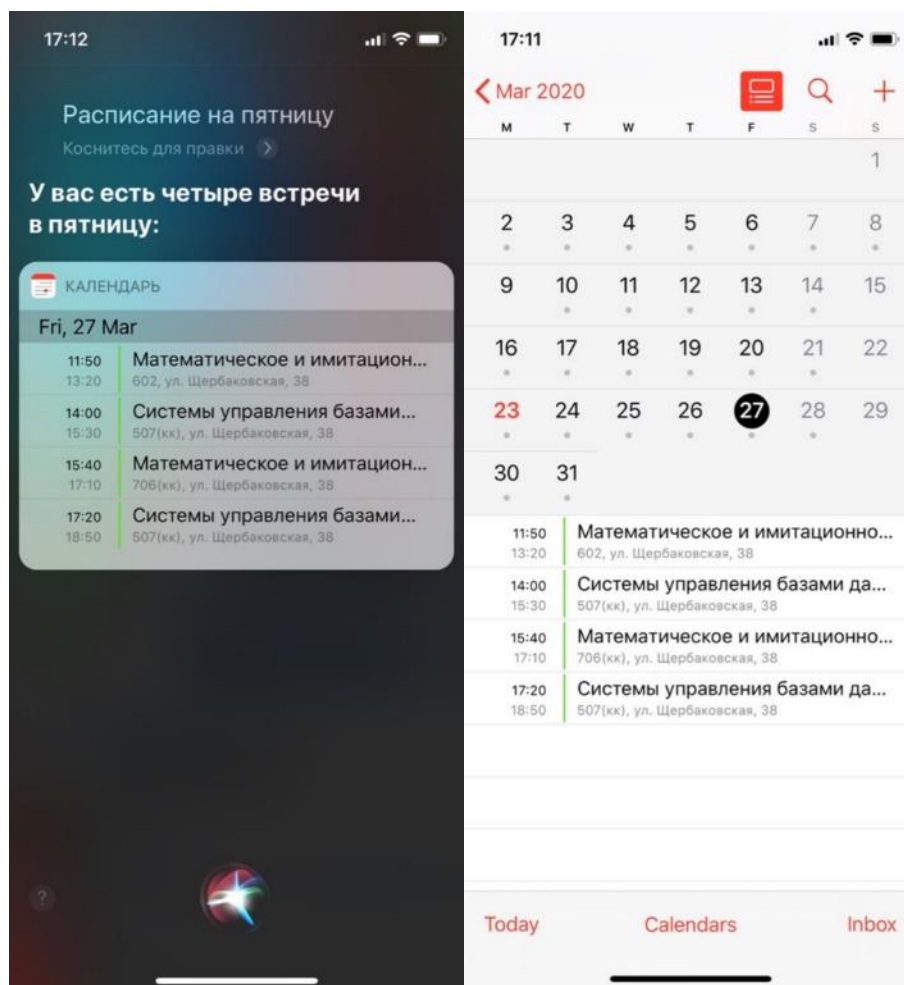 17:12
Расписание на пятницу
Коснитесь для правки
У вас есть четыре встречи
в пятницу:
КАЛЕНДАРЬ
Fri, 27 Mar
11:50 Математическое и имитацион...
13:20 602, ул. Щербаковская, 38
14:00 Системы управления базами...
15:30 507(кк), ул. Щербаковская, 38
15:40 Математическое и имитацион...
17:10 706(кк), ул. Щербаковская, 38
17:20 Системы управления базами...
18:50 507(кк), ул. Щербаковская, 38
?
17:11
Mar 2020
M T W T F S S
1
2 3 4 5 6 7 8
9 10 11 12 13 14 15
16 17 18 19 20 21 22
23 24 25 26 27 28 29
30 31
11:50 Математическое и имитационно...
13:20 602, ул. Щербаковская, 38
14:00 Системы управления базами да...
15:30 507(кк), ул. Щербаковская, 38
15:40 Математическое и имитационно...
17:10 706(кк), ул. Щербаковская, 38
17:20 Системы управления базами да...
18:50 507(кк), ул. Щербаковская, 38
Today Calendars Inbox